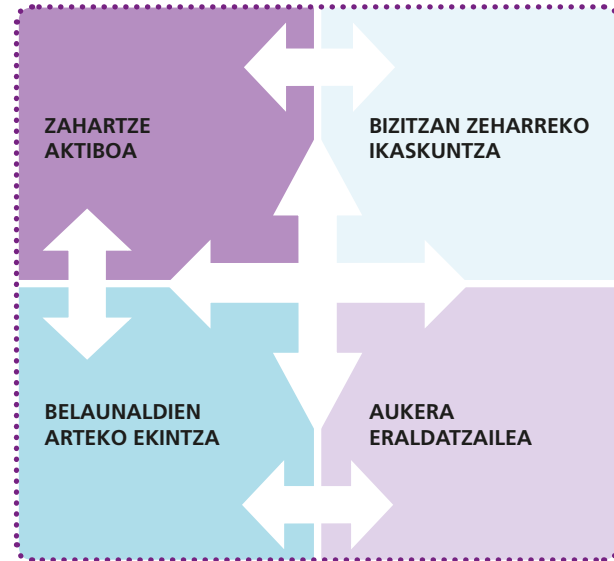 ZAHARTZE
AKTIBOA
BIZITZAN ZEHARREKO
IKASKUNTZA
BELAUNALDIEN
ARTEKO EKINTZA
AUKERA
ERALDATZAILEA